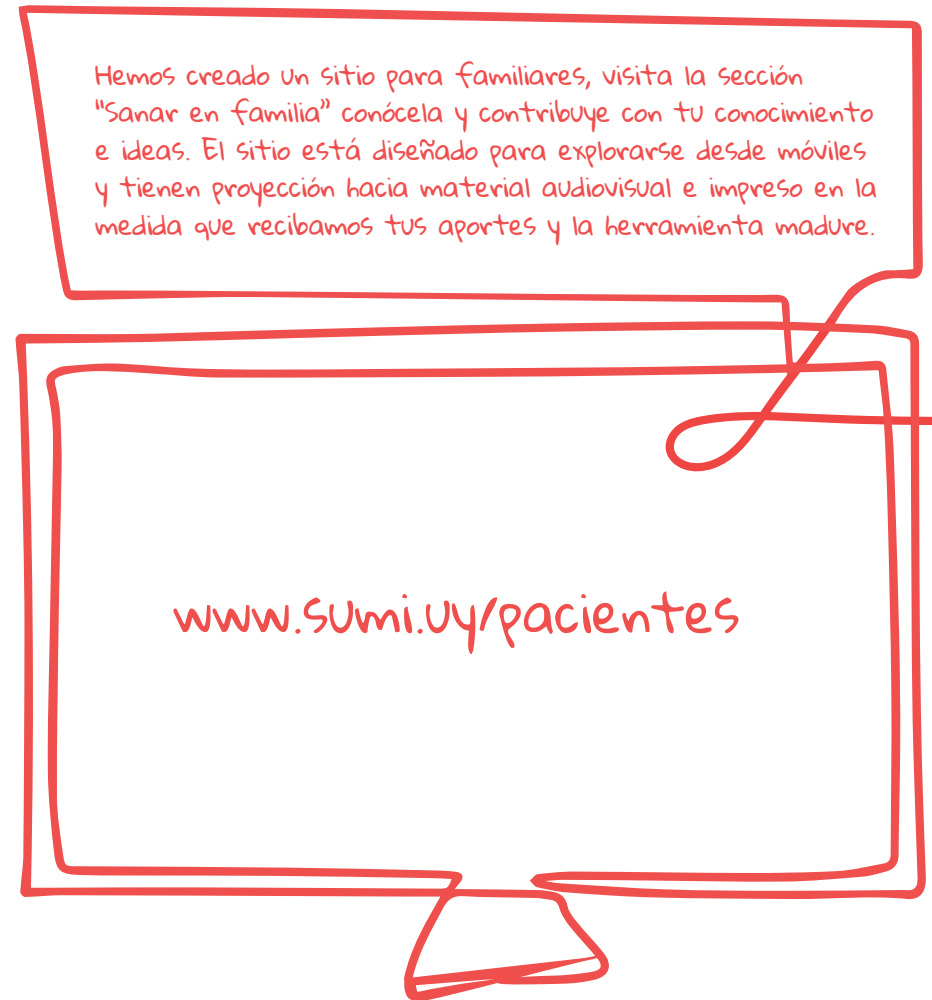 Hemos creado un sitio para familiares, visita la sección
"Sanar en familia” conócela y contribuye con tu conocimiento
e ideas. El sitio está diseñado para explorarse desde móviles
y tienen proyección hacia material audiovisual e impreso en la
medida que recibamos tus aportes y la herramienta madure.
www.sumi.uy/pacientes